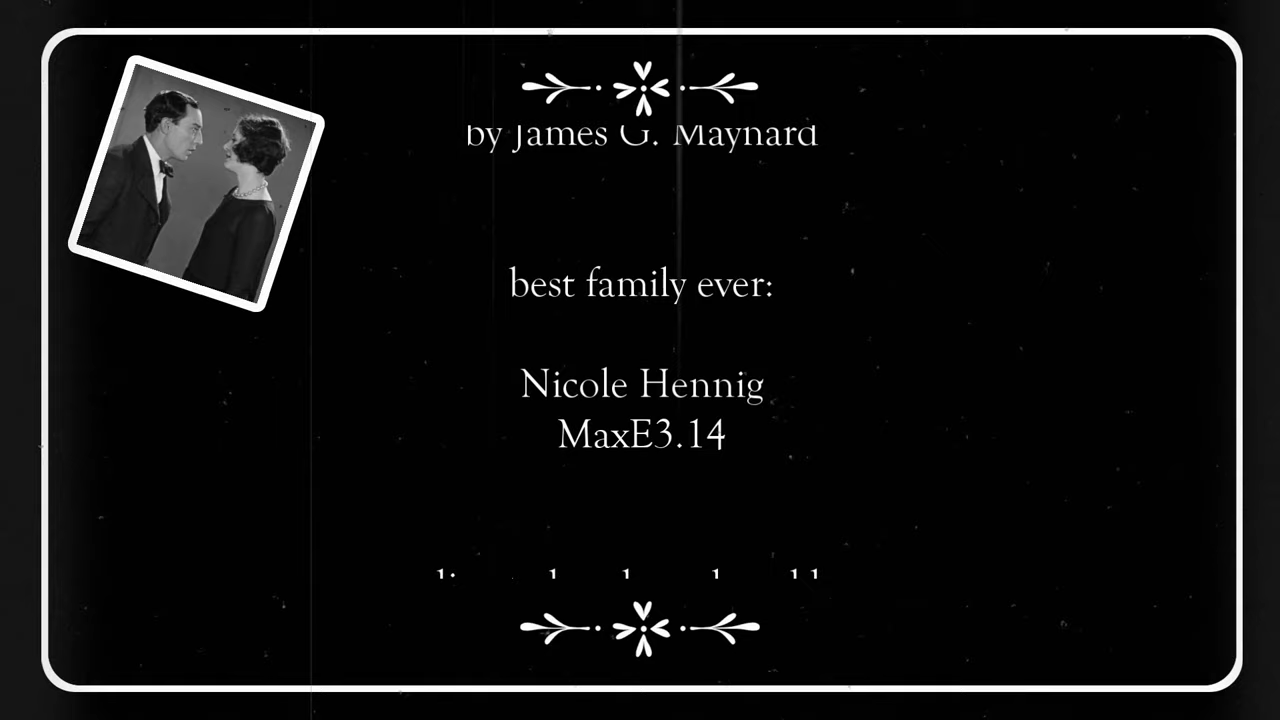 by James G. Maynard
best family ever:
Nicole Hennig
MaxE3.14